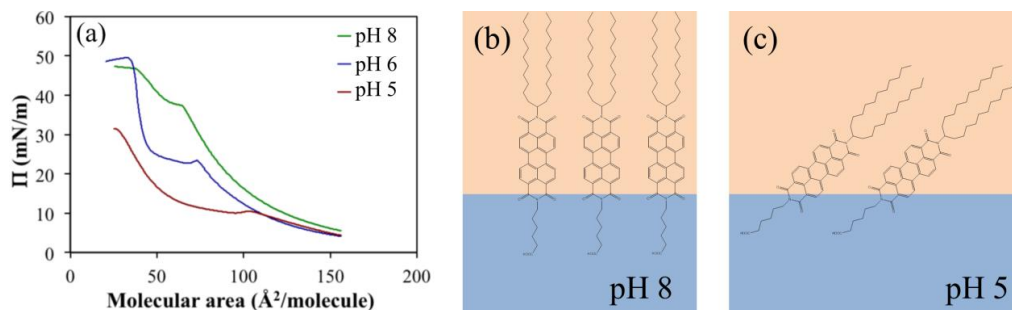 (a)
60
50
40
30
20
10
0
Π (mN/m)
pH 8
pH 6
pH 5
0 50 100 150 200
Molecular area (Å²/molecule)
(b)
pH 8
(c)
pH 5